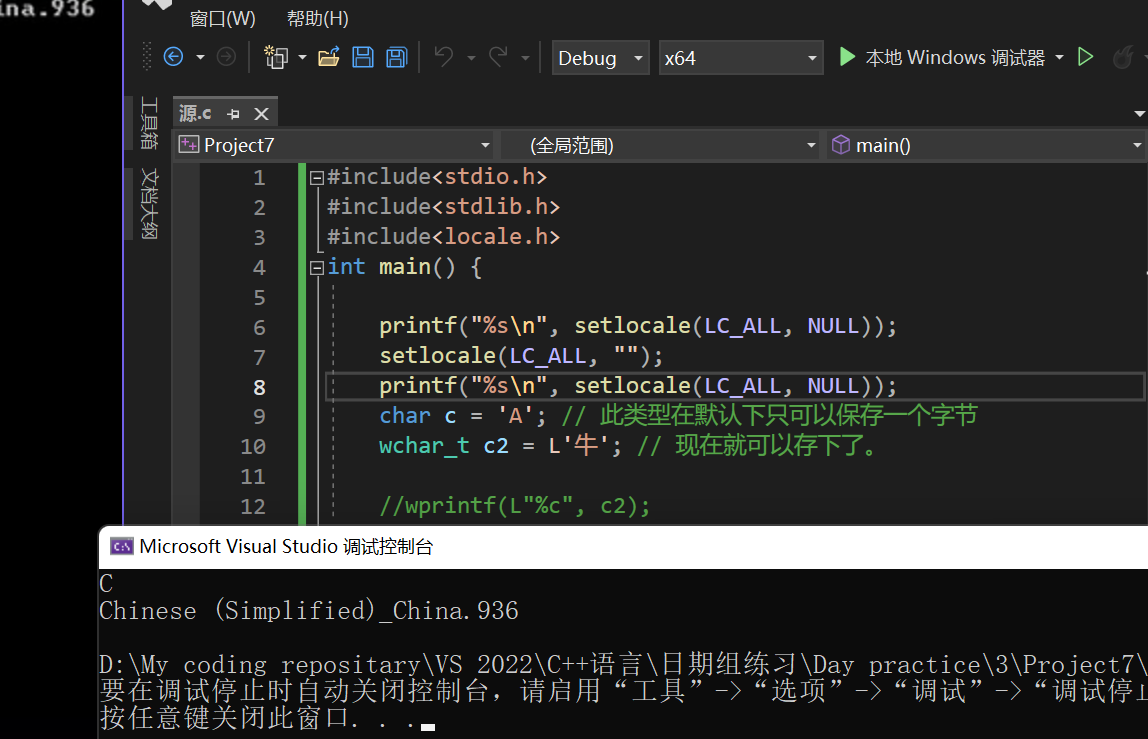 ina.936
窗口(W) 帮助(H)
Debug x64 本地 Windows 调试器
工具箱
文档大纲
源.c
Project7 (全局范围) main()
1 #include<stdio.h>
2 #include<stdlib.h>
3 #include<locale.h>
4 int main() {
5
6 printf("%s\n", setlocale(LC_ALL, NULL));
7 setlocale(LC_ALL, "");
8 printf("%s\n", setlocale(LC_ALL, NULL));
9 char c = 'A'; // 此类型在默认下只可以保存一个字节
10 wchar_t c2 = L'牛'; // 现在就可以存下了。
11
12 //wprintf(L"%c", c2);
Microsoft Visual Studio 调试控制台
C
Chinese (Simplified)_China.936
D:\My coding repositary\VS 2022\C++语言\日期组练习\Day practice\3\Project7\
要在调试停止时自动关闭控制台，请启用“工具”->“选项”->“调试”->“调试停止
按任意键关闭此窗口. . .